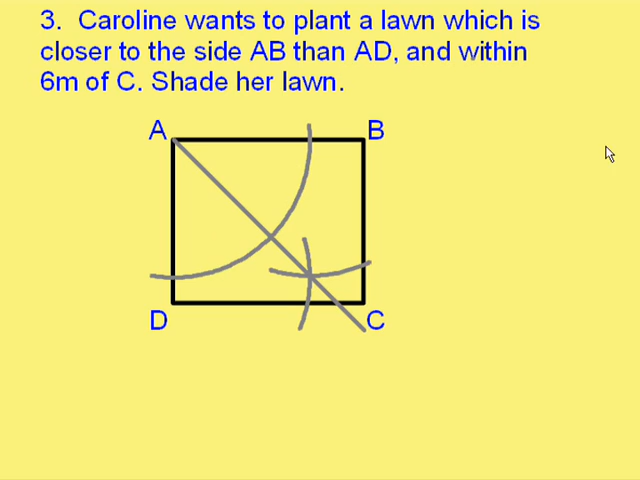 3. Caroline wants to plant a lawn which is
closer to the side AB than AD, and within
6m of C. Shade her lawn.
A B
D C